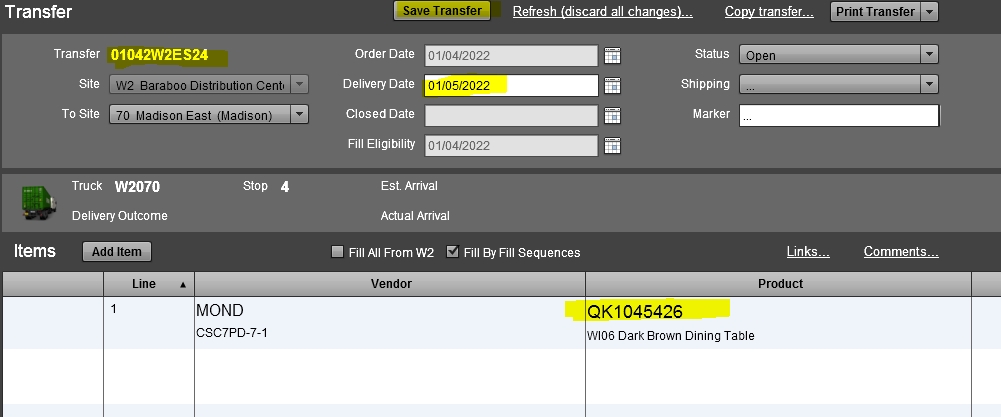 Transfer Save Transfer Refresh (discard all changes)... Copy transfer... Print Transfer
Transfer 01042W2ES24 Order Date 01/04/2022 Status Open
Site W2 Baraboo Distribution Cent Delivery Date 01/05/2022 Shipping ...
To Site 70 Madison East (Madison) Closed Date Marker ...
Fill Eligibility 01/04/2022
Truck W2070 Stop 4 Est. Arrival
Delivery Outcome Actual Arrival
Items Add Item Fill All From W2 Fill By Fill Sequences Links... Comments...
Line Vendor Product
1 MOND QK1045426
CSC7PD-7-1 WI06 Dark Brown Dining Table